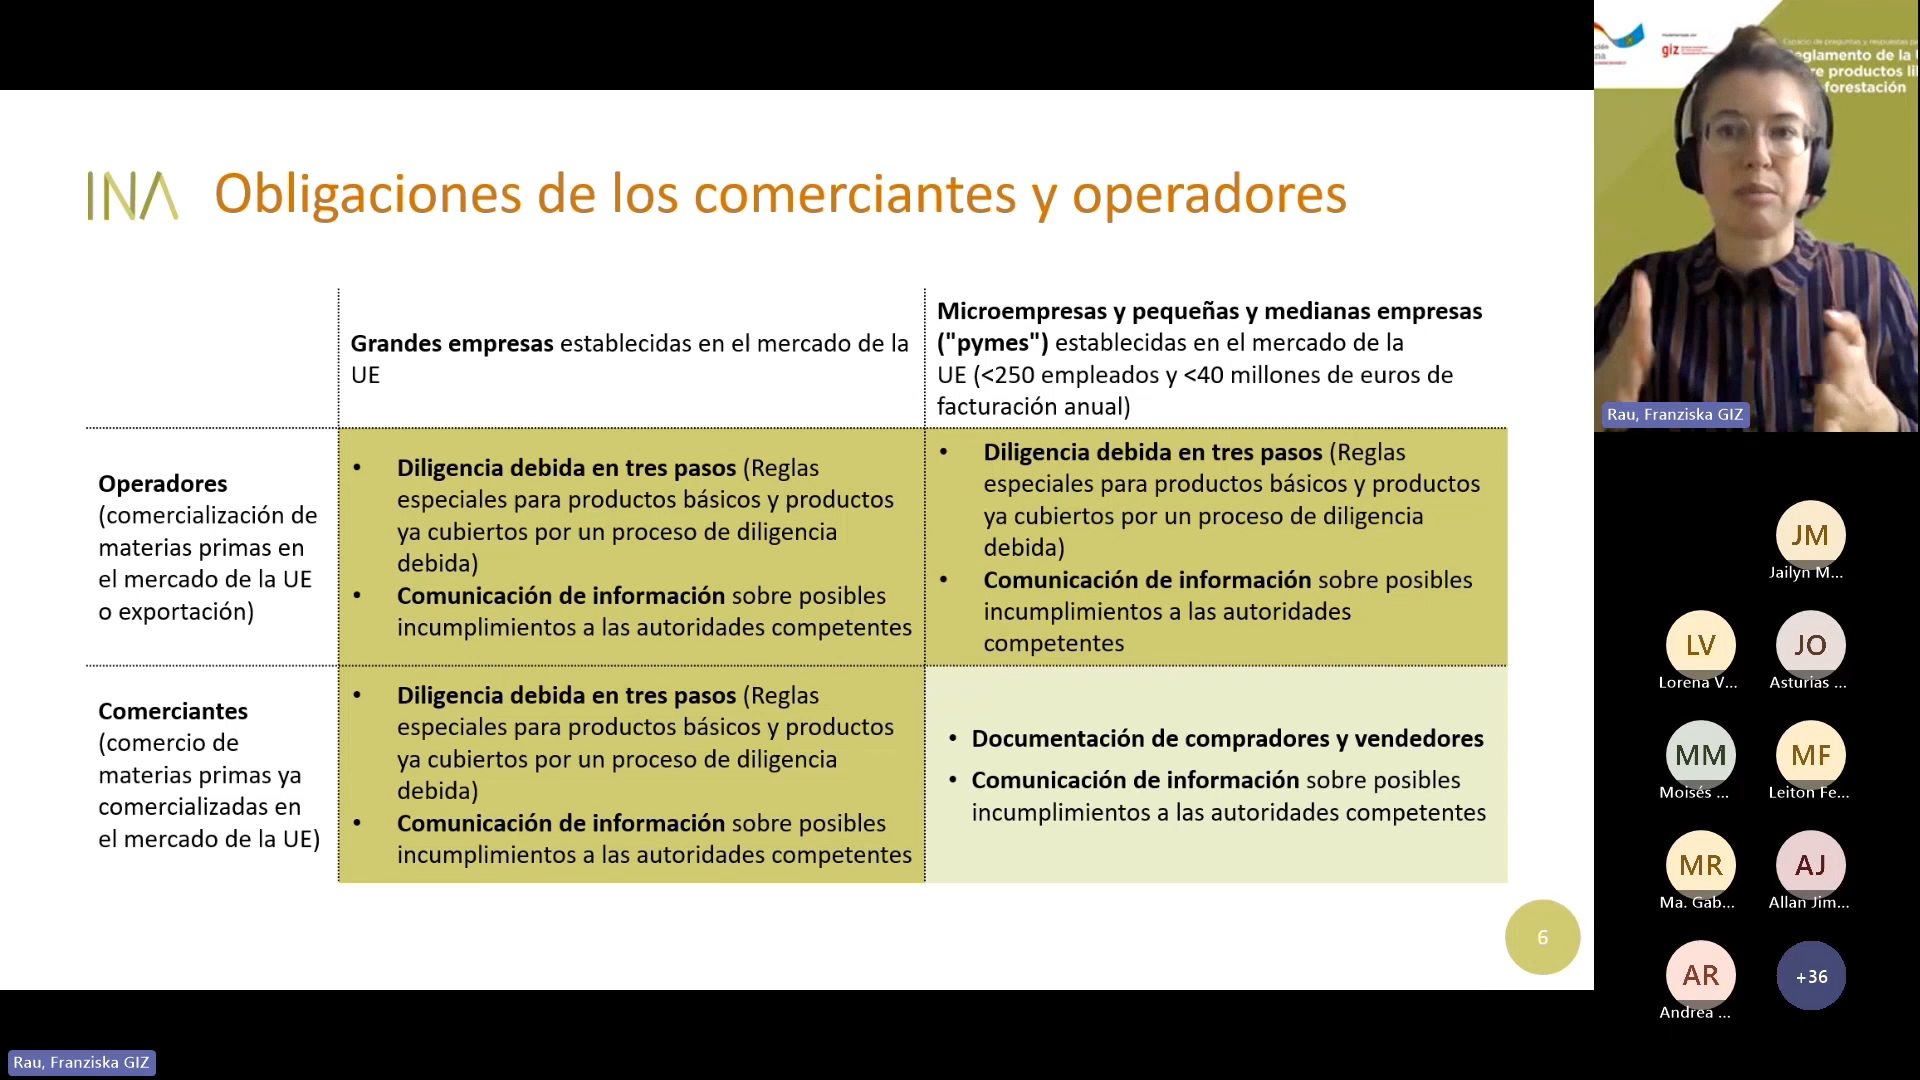 INA
Obligaciones de los comerciantes y operadores
Grandes empresas establecidas en el mercado de la
UE
Microempresas y pequeñas y medianas empresas
("pymes") establecidas en el mercado de la
UE (<250 empleados y <40 millones de euros de
facturación anual)
Operadores
(comercialización de
materias primas en
el mercado de la UE
o exportación)
• Diligencia debida en tres pasos (Reglas
especiales para productos básicos y productos
ya cubiertos por un proceso de diligencia
debida)
• Comunicación de información sobre posibles
incumplimientos a las autoridades competentes
• Diligencia debida en tres pasos (Reglas
especiales para productos básicos y productos
ya cubiertos por un proceso de diligencia
debida)
• Comunicación de información sobre posibles
incumplimientos a las autoridades
competentes
Comerciantes
(comercio de
materias primas ya
comercializadas en
el mercado de la UE)
• Diligencia debida en tres pasos (Reglas
especiales para productos básicos y productos
ya cubiertos por un proceso de diligencia
debida)
• Comunicación de información sobre posibles
incumplimientos a las autoridades competentes
• Documentación de compradores y vendedores
• Comunicación de información sobre posibles
incumplimientos a las autoridades competentes
6
giz
eglamento de la
re productos li
forestación
Rau, Franziska GIZ
JM
Jailyn M...
LV
Lorena V...
JO
Asturias ...
MM
Moisés ...
MF
Leiton Fe...
MR
Ma. Gab...
AJ
Allan Jim...
AR
Andrea ...
+36
Rau, Franziska GIZ